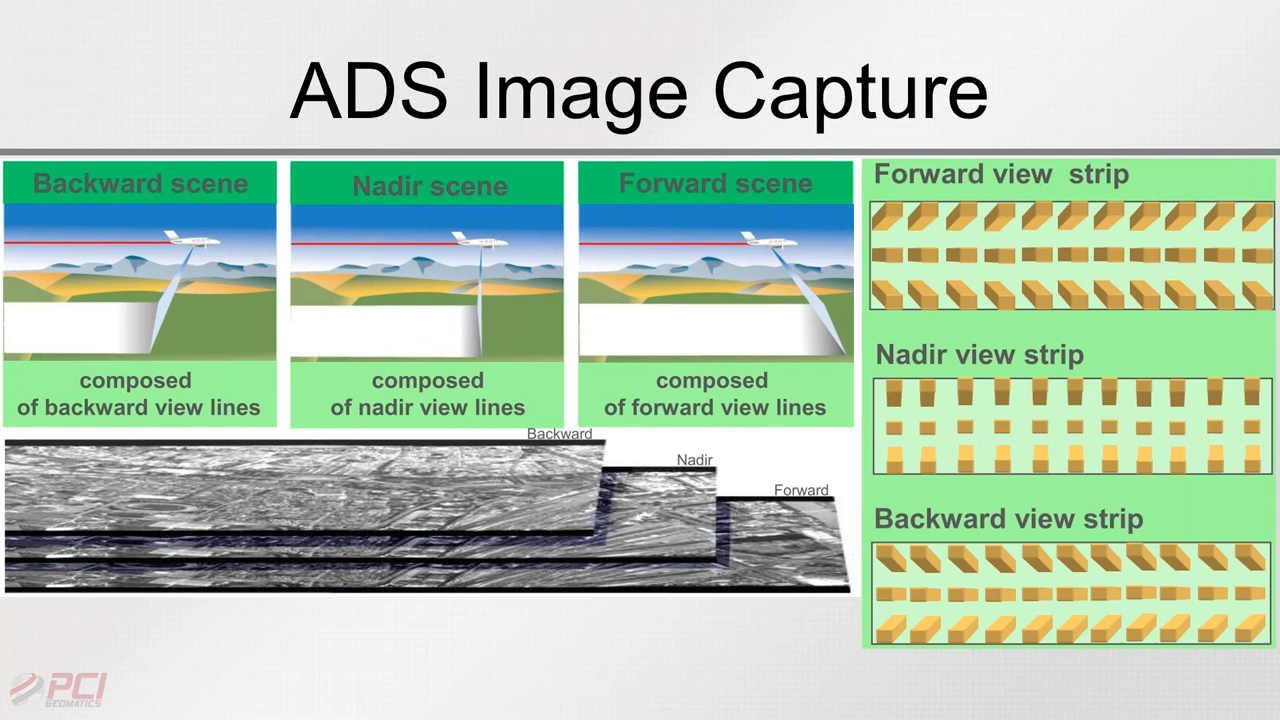 ADS Image Capture
Backward scene
composed
of backward view lines
Nadir scene
composed
of nadir view lines
Forward scene
composed
of forward view lines
Backward
Nadir
Forward
Forward view strip
Nadir view strip
Backward view strip
PCI
GEOMATICS